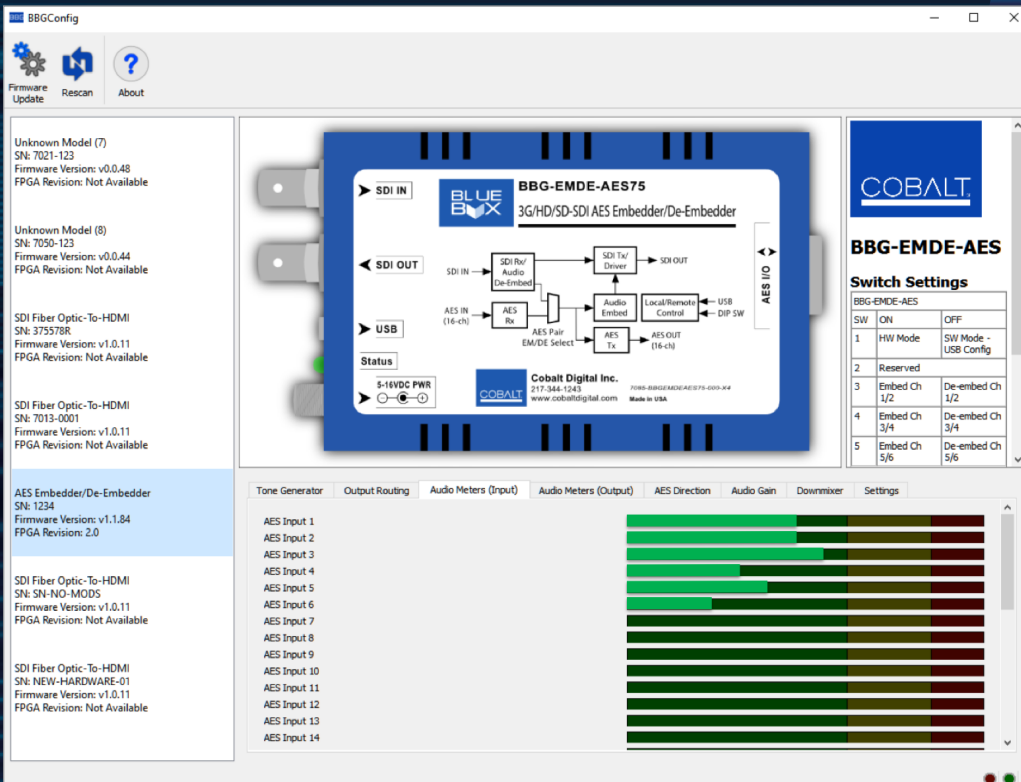 BBG BBGConfig
Firmware
Update
Rescan
?
About
Unknown Model (7)
SN: 7021-123
Firmware Version: v0.0.48
FPGA Revision: Not Available
Unknown Model (8)
SN: 7050-123
Firmware Version: v0.0.44
FPGA Revision: Not Available
SDI Fiber Optic-To-HDMI
SN: 375578R
Firmware Version: v1.0.11
FPGA Revision: Not Available
SDI Fiber Optic-To-HDMI
SN: 7013-0001
Firmware Version: v1.0.11
FPGA Revision: Not Available
AES Embedder/De-Embedder
SN: 1234
Firmware Version: v1.1.84
FPGA Revision: 2.0
SDI Fiber Optic-To-HDMI
SN: SN-NO-MODS
Firmware Version: v1.0.11
FPGA Revision: Not Available
SDI Fiber Optic-To-HDMI
SN: NEW-HARDWARE-01
Firmware Version: v1.0.11
FPGA Revision: Not Available
SDI IN
SDI OUT
USB
Status
5-16VDC PWR
BLUE
BOX
BBG-EMDE-AES75
3G/HD/SD-SDI AES Embedder/De-Embedder
SDI IN
SDI Rx/
Audio
De-Embed
SDI Tx/
Driver
SDI OUT
AES IN
(16-ch)
AES
Rx
AES Pair
EM/DE Select
Audio
Embed
Local/Remote
Control
USB
DIP SW
AES
Tx
AES OUT
(16-ch)
AES I/O
COBALT
Cobalt Digital Inc.
217-344-1243
www.cobaltdigital.com
7095-BBGEMDEAES75-000-X4
Made in USA
COBALT.
BBG-EMDE-AES
Switch Settings
BBG-EMDE-AES
SW ON OFF
1 HW Mode SW Mode -
USB Config
2 Reserved
3 Embed Ch De-embed Ch
1/2 1/2
4 Embed Ch De-embed Ch
3/4 3/4
5 Embed Ch De-embed Ch
5/6 5/6
Tone Generator Output Routing Audio Meters (Input) Audio Meters (Output) AES Direction Audio Gain Downmixer Settings
AES Input 1
AES Input 2
AES Input 3
AES Input 4
AES Input 5
AES Input 6
AES Input 7
AES Input 8
AES Input 9
AES Input 10
AES Input 11
AES Input 12
AES Input 13
AES Input 14